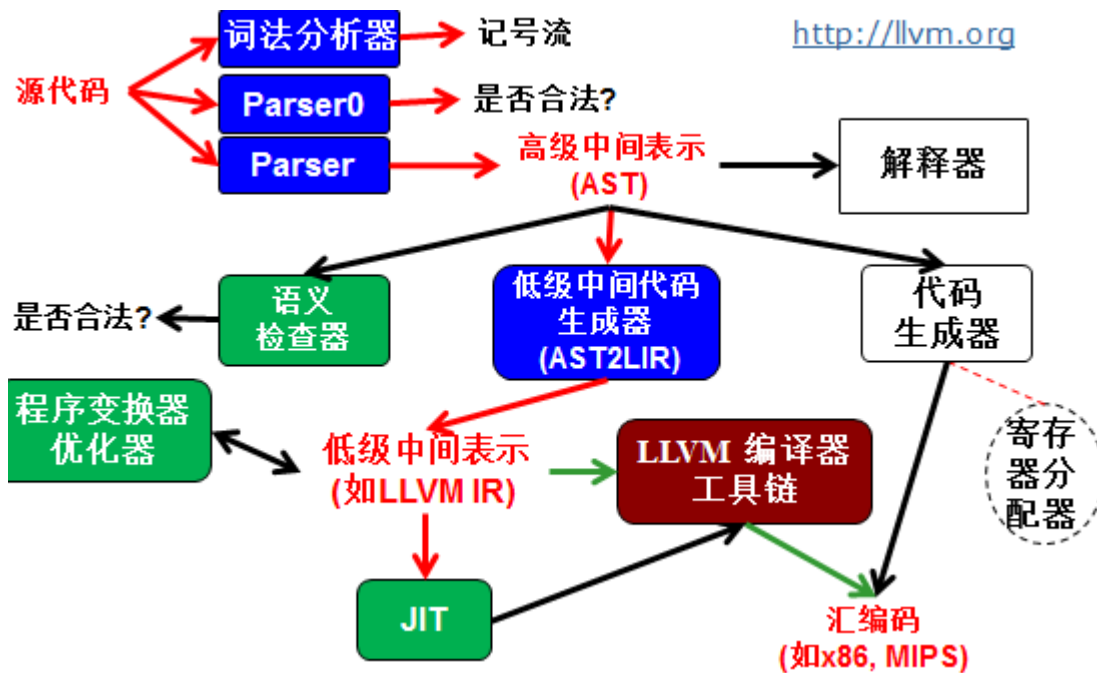 词法分析器
记号流
http://llvm.org
源代码
Parser0
是否合法?
Parser
高级中间表示
(AST)
解释器
语义
检查器
是否合法?
低级中间代码
生成器
(AST2LIR)
代码
生成器
程序变换器
优化器
低级中间表示
(如LLVM IR)
LLVM 编译器
工具链
寄存
器分
配器
JIT
汇编码
(如x86, MIPS)